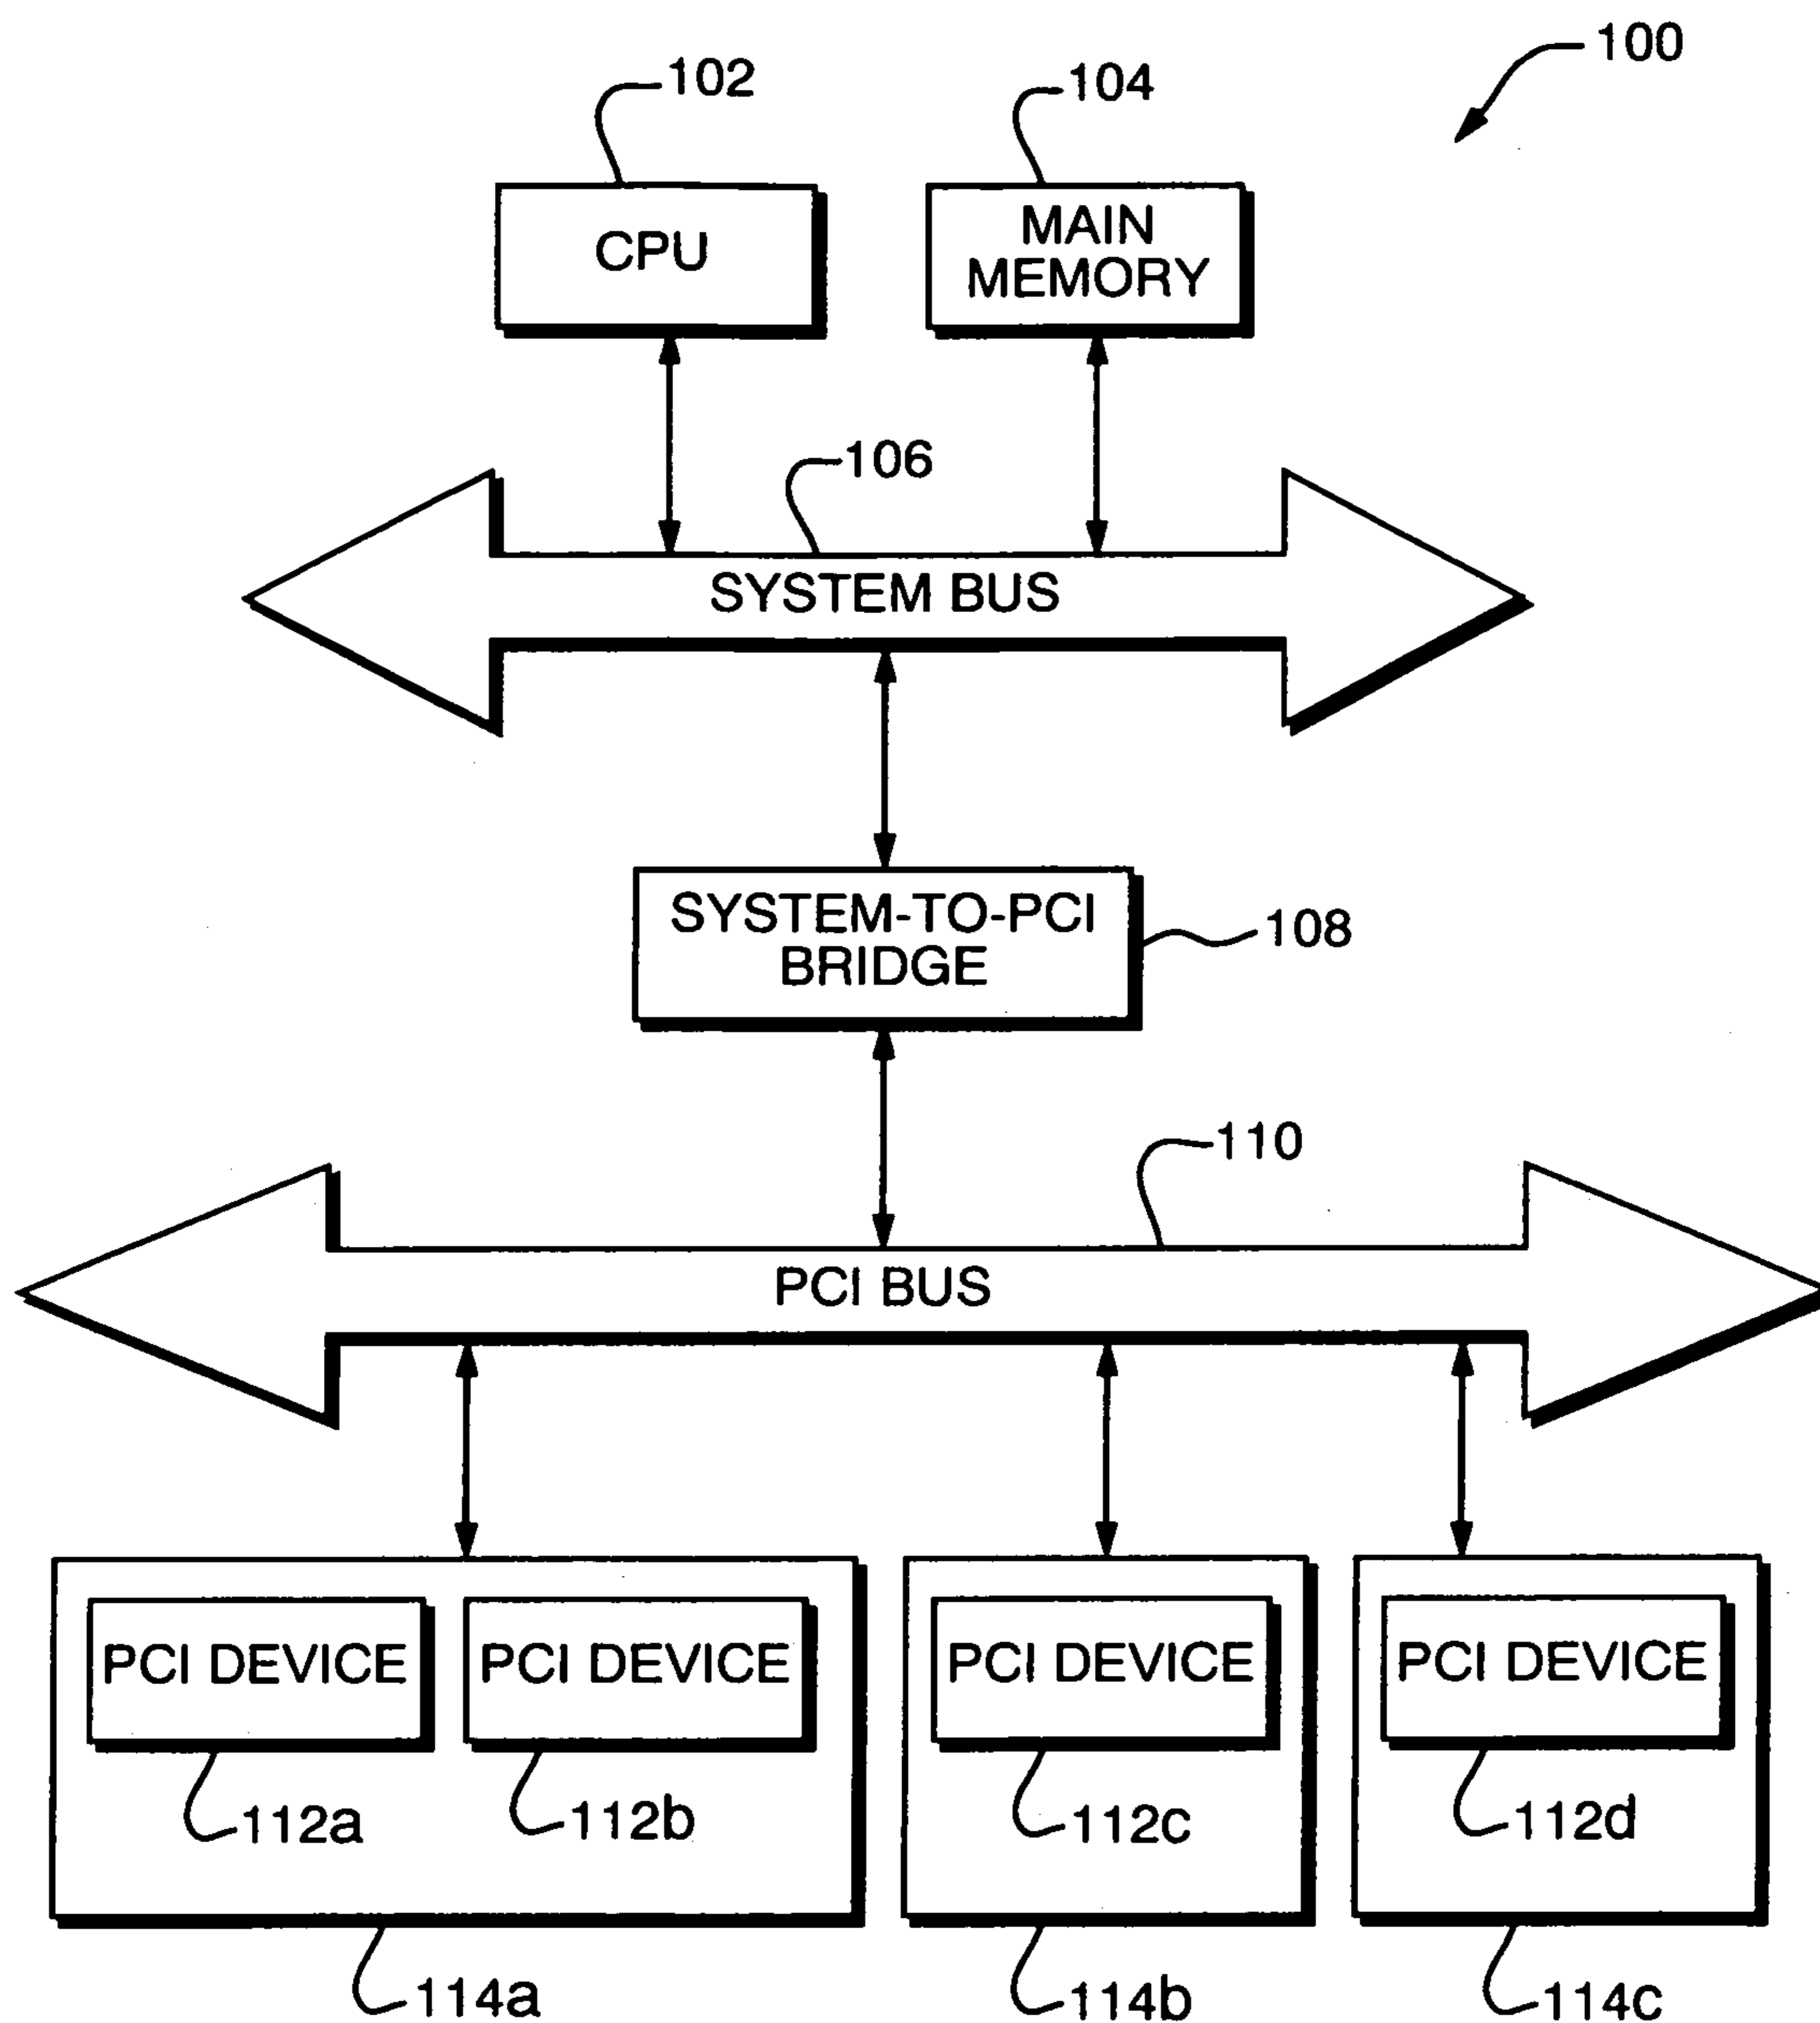 100
102
104
CPU
MAIN
MEMORY
106
SYSTEM BUS
SYSTEM-TO-PCI
BRIDGE
108
110
PCI BUS
PCI DEVICE
PCI DEVICE
PCI DEVICE
PCI DEVICE
112a
112b
112c
112d
114a
114b
114c